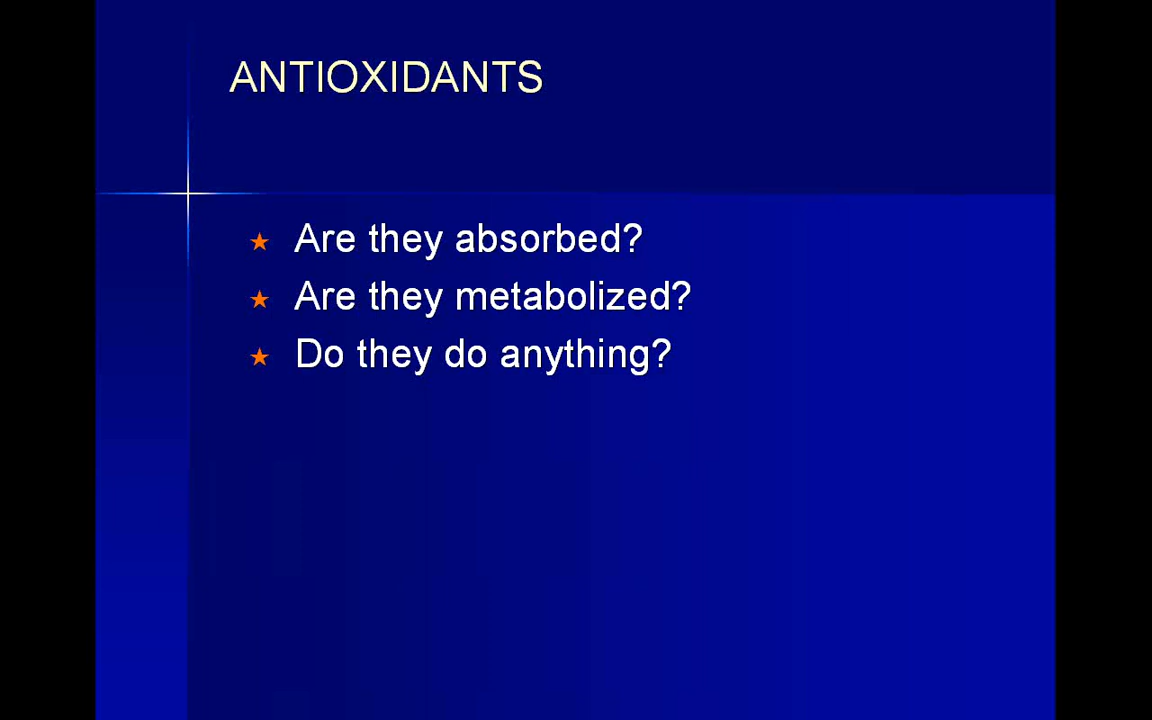 ANTIOXIDANTS
Are they absorbed?
Are they metabolized?
Do they do anything?